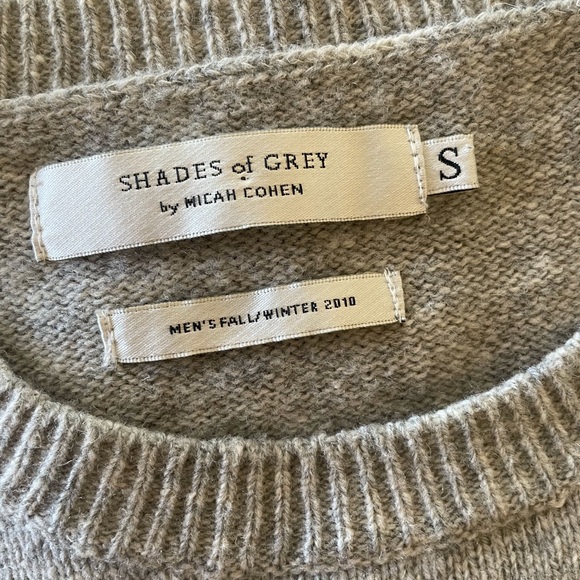 SHADES of GREY
by MICAH COHEN
S
MEN'S FALL/WINTER 2010